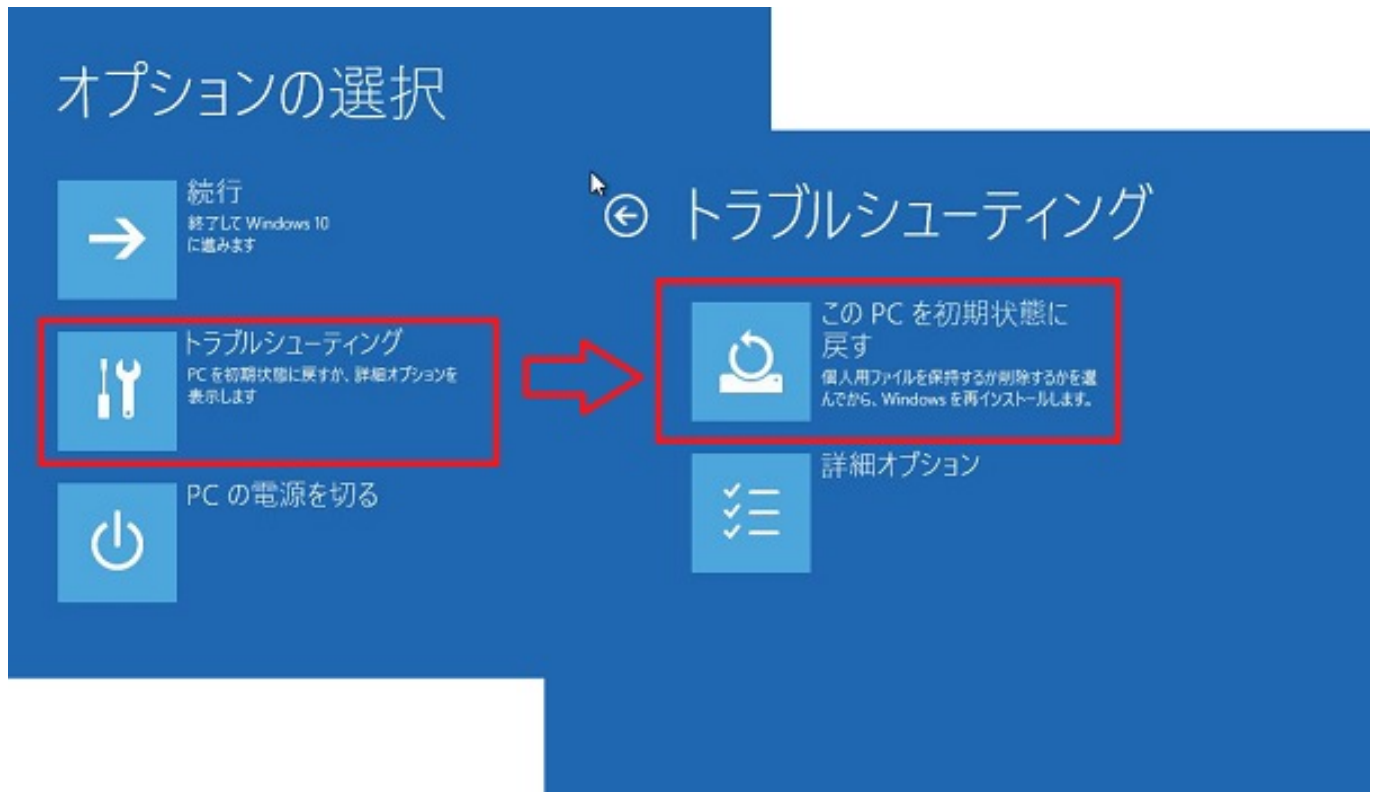 オプションの選択
続行
終了して Windows 10
に進みます
トラブルシューティング
PC を初期状態に戻すか、詳細オプションを
表示します
PC の電源を切る
トラブルシューティング
この PC を初期状態に
戻す
個人用ファイルを保持するか削除するかを選
んでから、Windows を再インストールします。
詳細オプション